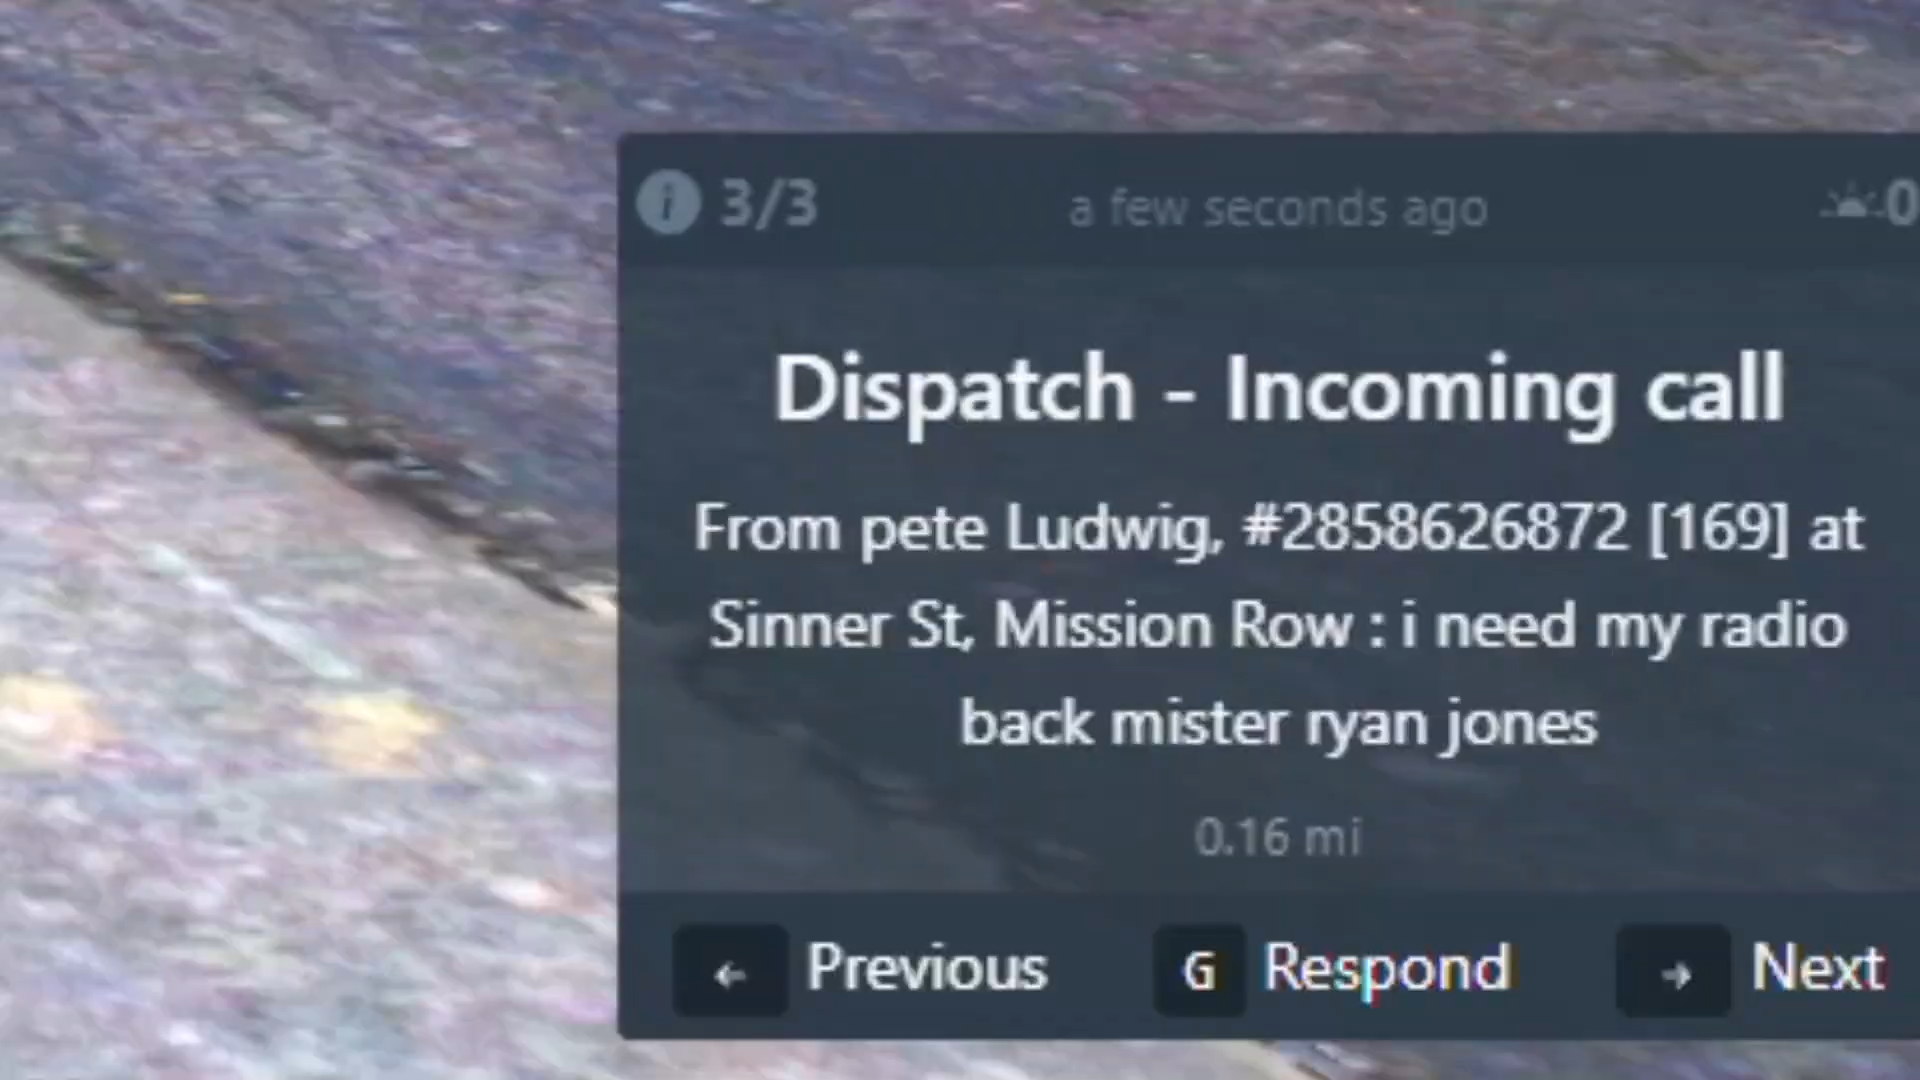 i 3/3 a few seconds ago 0
Dispatch - Incoming call
From pete Ludwig, #2858626872 [169] at
Sinner St, Mission Row : i need my radio
back mister ryan jones
0.16 mi
← Previous G Respond → Next